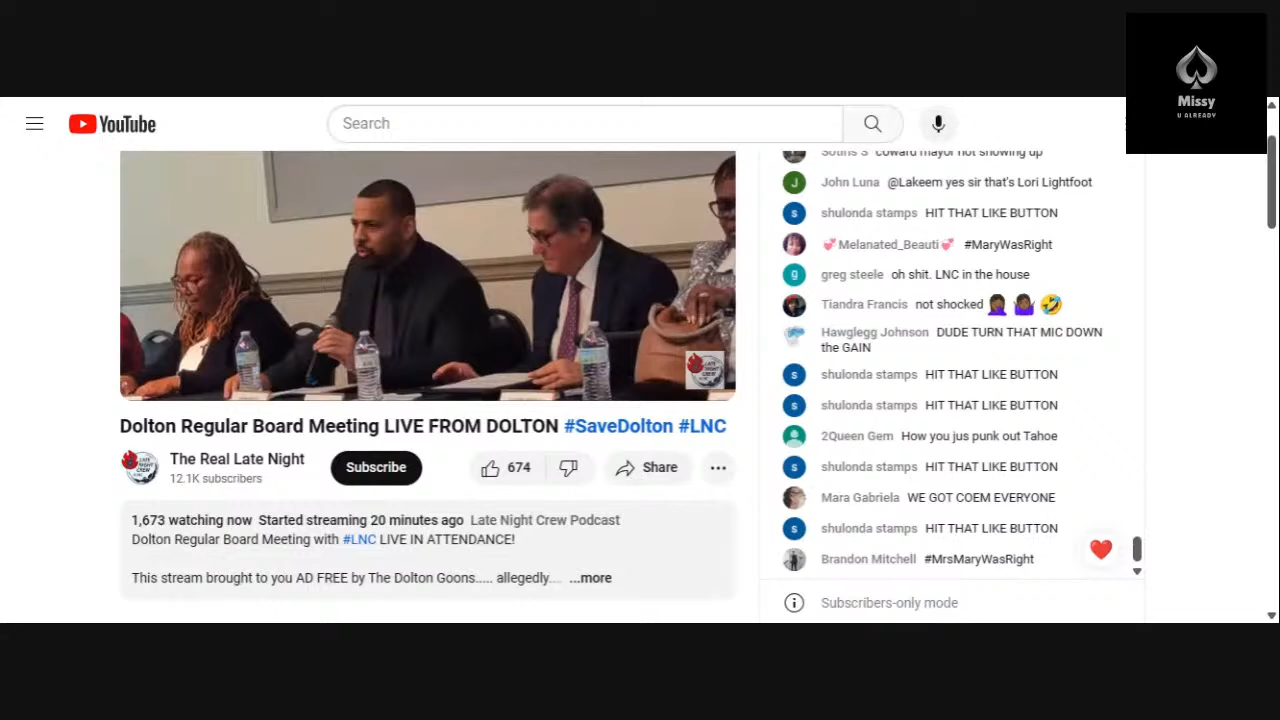 Missy
U ALREADY
YouTube
Search
Sotiris S coward mayor not showing up
John Luna @Lakeem yes sir that's Lori Lightfoot
shulonda stamps HIT THAT LIKE BUTTON
💞Melanated_Beauti💞 #MaryWasRight
greg steele oh shit. LNC in the house
Tiandra Francis not shocked 🤦🏾‍♀️ 🤷🏾‍♀️ 🤣
Hawglegg Johnson DUDE TURN THAT MIC DOWN
the GAIN
shulonda stamps HIT THAT LIKE BUTTON
shulonda stamps HIT THAT LIKE BUTTON
2Queen Gem How you jus punk out Tahoe
shulonda stamps HIT THAT LIKE BUTTON
Mara Gabriela WE GOT COEM EVERYONE
shulonda stamps HIT THAT LIKE BUTTON
Brandon Mitchell #MrsMaryWasRight
Subscribers-only mode
LATE
NIGHT
CREW
Dolton Regular Board Meeting LIVE FROM DOLTON #SaveDolton #LNC
The Real Late Night
12.1K subscribers
Subscribe
674
Share
1,673 watching now Started streaming 20 minutes ago Late Night Crew Podcast
Dolton Regular Board Meeting with #LNC LIVE IN ATTENDANCE!
This stream brought to you AD FREE by The Dolton Goons..... allegedly.... ...more